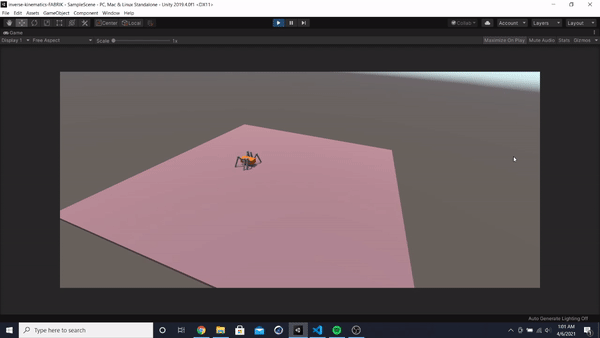 inverse-kinematics-FABRIK - SampleScene - PC, Mac & Linux Standalone - Unity 2019.4.0f1 <DX11>
File Edit Assets GameObject Component Window Help
Center Local Collab Account Layers Layout
Game
Display 1 Free Aspect Scale 1x Maximize On Play Mute Audio Stats Gizmos
Auto Generate Lighting Off
Type here to search
1:01 AM
4/6/2021